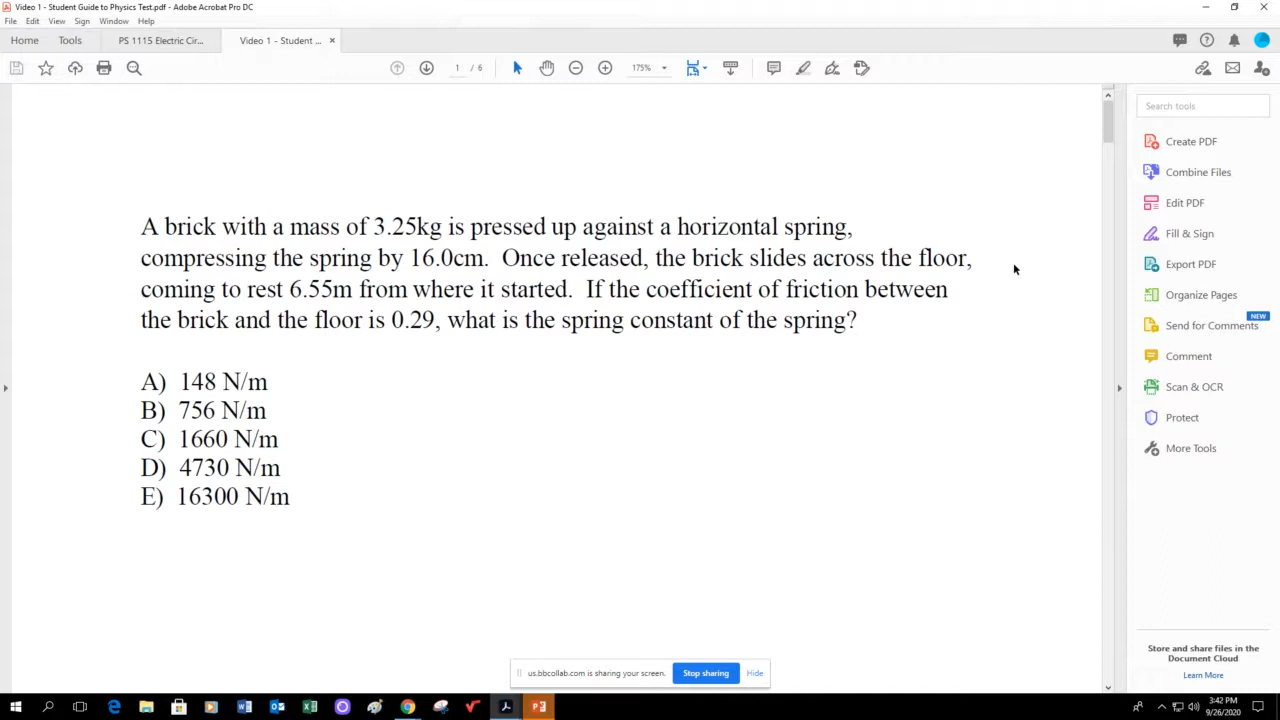 Video 1 - Student Guide to Physics Test.pdf - Adobe Acrobat Pro DC
File Edit View Sign Window Help
Home Tools PS 1115 Electric Cir... Video 1 - Student ... ×
1 / 6 175%
Search tools
Create PDF
Combine Files
Edit PDF
Fill & Sign
Export PDF
Organize Pages
NEW
Send for Comments
Comment
Scan & OCR
Protect
More Tools
A brick with a mass of 3.25kg is pressed up against a horizontal spring,
compressing the spring by 16.0cm. Once released, the brick slides across the floor,
coming to rest 6.55m from where it started. If the coefficient of friction between
the brick and the floor is 0.29, what is the spring constant of the spring?
A) 148 N/m
B) 756 N/m
C) 1660 N/m
D) 4730 N/m
E) 16300 N/m
Store and share files in the
Document Cloud
Learn More
us.bbcollab.com is sharing your screen. Stop sharing Hide
3:42 PM
9/26/2020